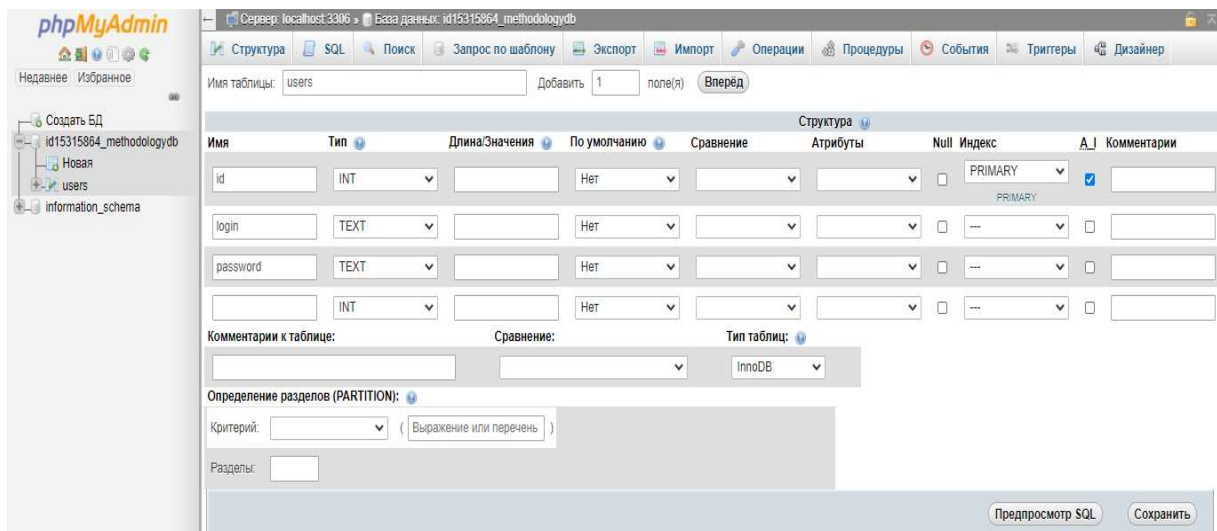 phpMyAdmin
Недавнее Избранное
Создать БД
id15315864_methodologydb
Новая
users
information_schema
Сервер: localhost:3306 » База данных: id15315864_methodologydb
Структура SQL Поиск Запрос по шаблону Экспорт Импорт Операции Процедуры События Триггеры Дизайнер
Имя таблицы: users Добавить 1 поле(я) Вперёд
Структура
Имя Тип Длина/Значения По умолчанию Сравнение Атрибуты Null Индекс A_I Комментарии
id INT Нет PRIMARY
PRIMARY
login TEXT Нет ---
password TEXT Нет ---
INT Нет ---
Комментарии к таблице: Сравнение: Тип таблиц:
InnoDB
Определение разделов (PARTITION):
Критерий: ( Выражение или перечень )
Разделы:
Предпросмотр SQL Сохранить